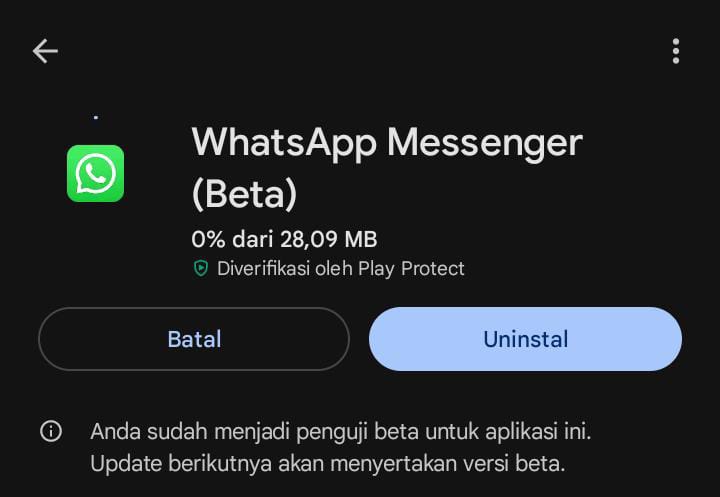 WhatsApp Messenger
(Beta)
0% dari 28,09 MB
Diverifikasi oleh Play Protect
Batal
Uninstal
Anda sudah menjadi penguji beta untuk aplikasi ini.
Update berikutnya akan menyertakan versi beta.